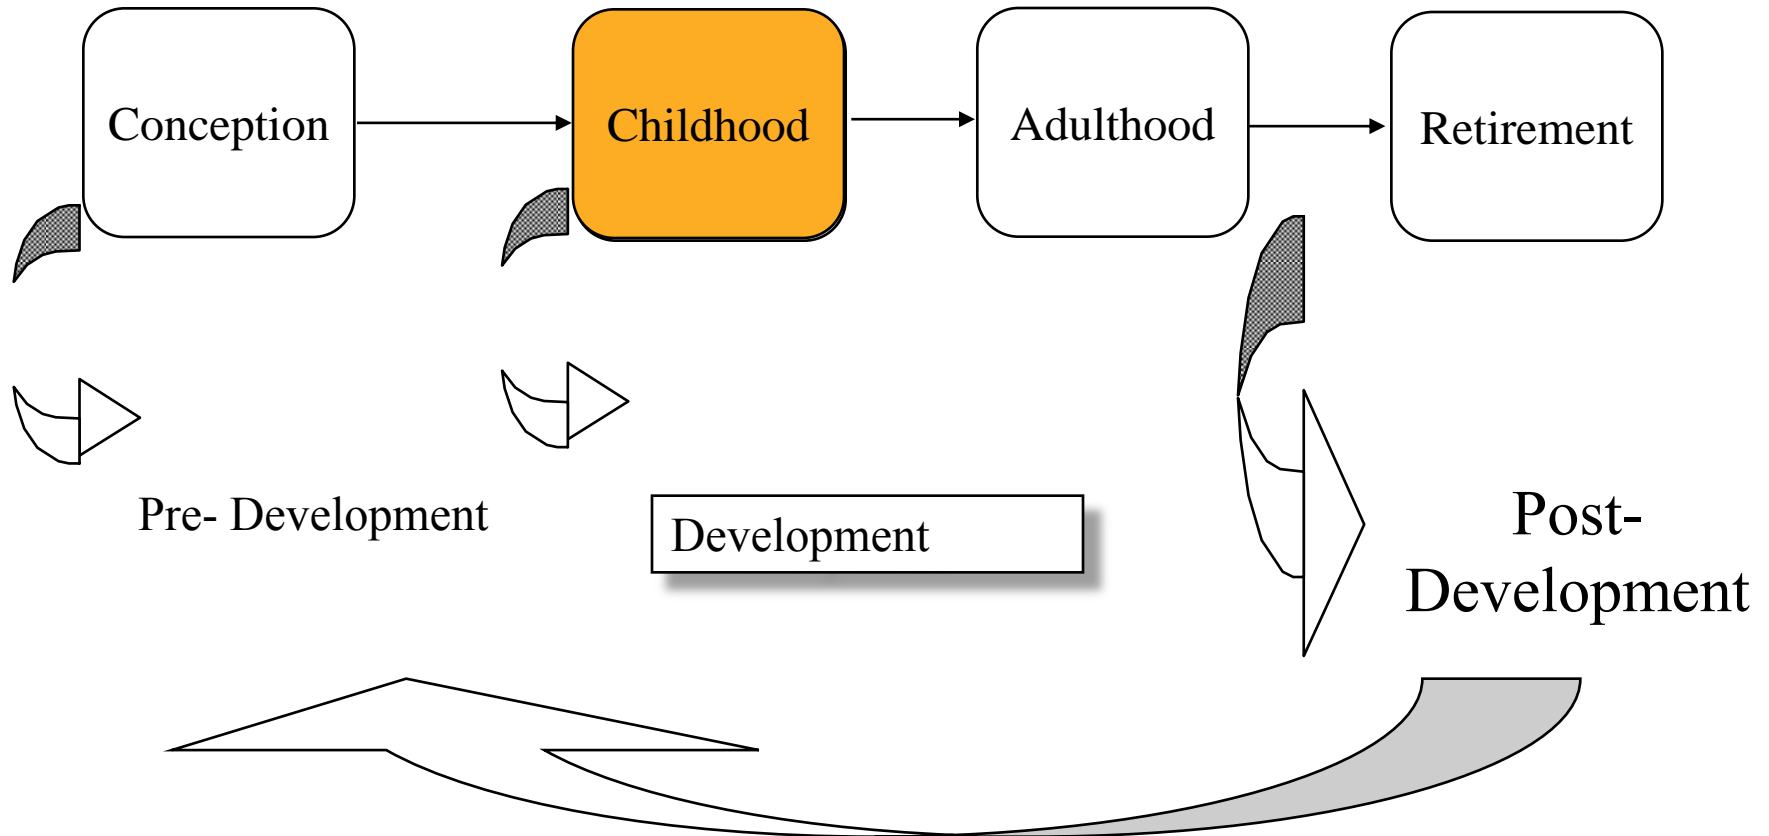 Conception
Childhood
Adulthood
Retirement
Pre- Development
Development
Post-
Development